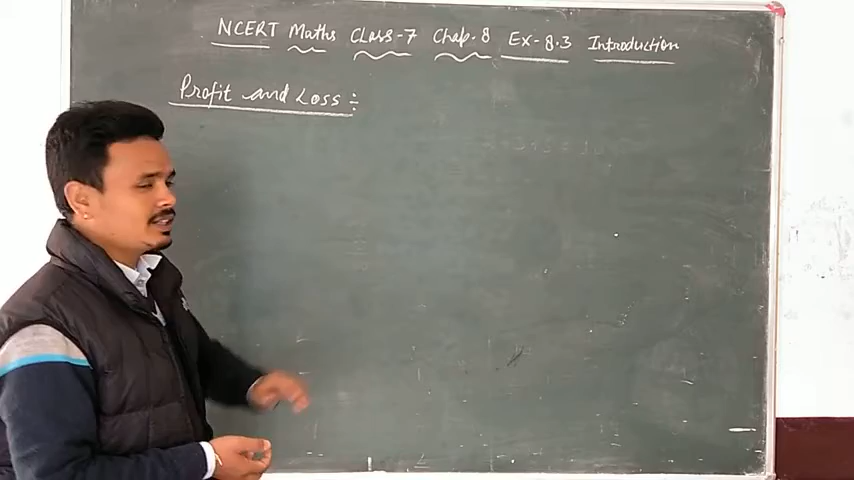 NCERT Maths Class-7 Chap. 8 Ex- 8.3 Introduction
Profit and Loss ÷